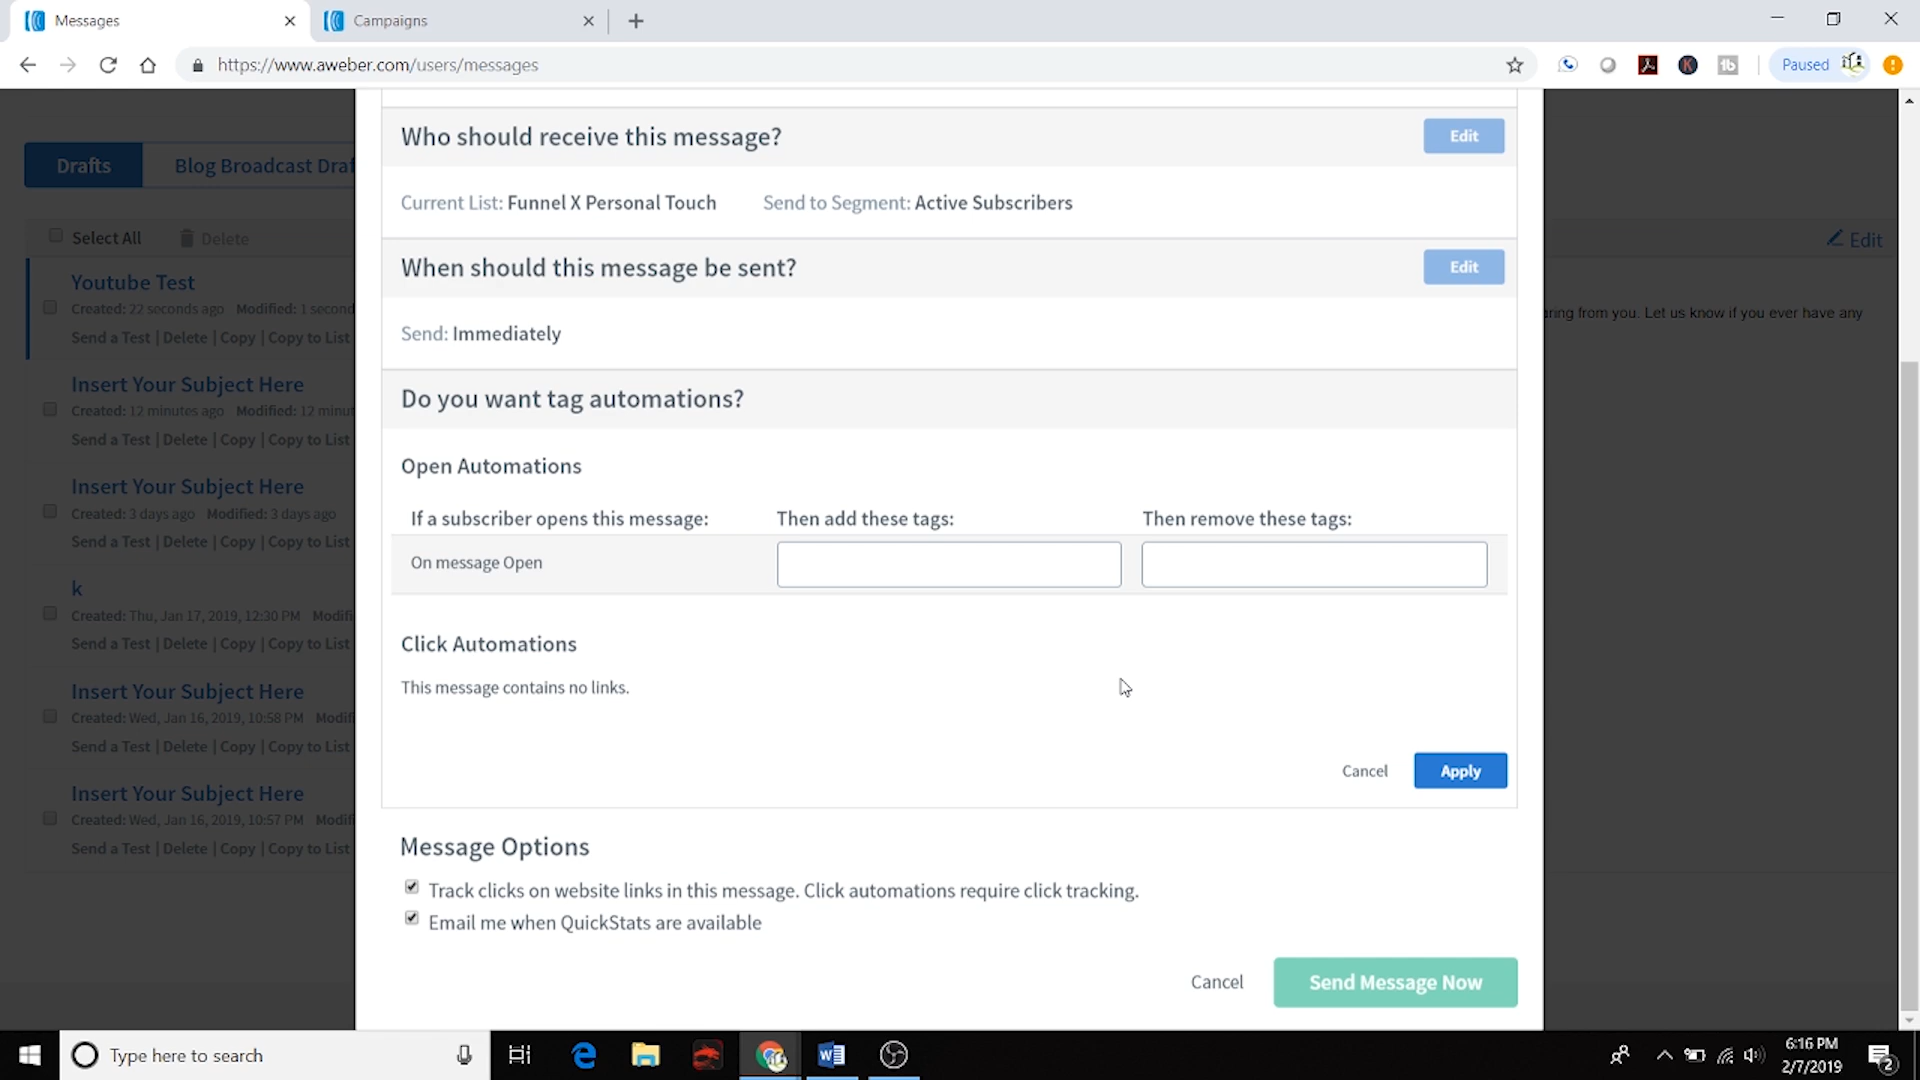 Messages
Campaigns
https://www.aweber.com/users/messages
Paused
Who should receive this message?
Edit
Current List: Funnel X Personal Touch
Send to Segment: Active Subscribers
When should this message be sent?
Edit
Send: Immediately
Do you want tag automations?
Open Automations
If a subscriber opens this message:
Then add these tags:
Then remove these tags:
On message Open
Click Automations
This message contains no links.
Cancel
Apply
Message Options
Track clicks on website links in this message. Click automations require click tracking.
Email me when QuickStats are available
Cancel
Send Message Now
Drafts
Blog Broadcast
Select All
Delete
Youtube Test
Created: 22 seconds ago Modified: 1 second
Send a Test | Delete | Copy | Copy to List
Insert Your Subject Here
Created: 12 minutes ago Modified: 12
Send a Test | Delete | Copy | Copy to List
Insert Your Subject Here
Created: 3 days ago Modified: 3 days ago
Send a Test | Delete | Copy | Copy to List
k
Created: Thu, Jan 17, 2019, 12:30 PM
Send a Test | Delete | Copy | Copy to List
Insert Your Subject Here
Created: Wed, Jan 16, 2019, 10:58 PM
Send a Test | Delete | Copy | Copy to List
Insert Your Subject Here
Created: Wed, Jan 16, 2019, 10:57 PM
Send a Test | Delete | Copy | Copy to List
Edit
from you. Let us know if you ever have any
Type here to search
6:16 PM
2/7/2019
2